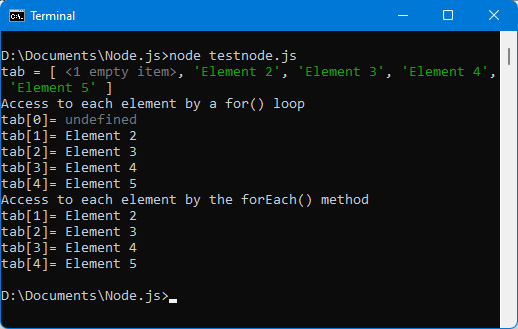 Terminal
D:\Documents\Node.js>node testnode.js
tab = [ <1 empty item>, 'Element 2', 'Element 3', 'Element 4',
 'Element 5' ]
Access to each element by a for() loop
tab[0]= undefined
tab[1]= Element 2
tab[2]= Element 3
tab[3]= Element 4
tab[4]= Element 5
Access to each element by the forEach() method
tab[1]= Element 2
tab[2]= Element 3
tab[3]= Element 4
tab[4]= Element 5
D:\Documents\Node.js>